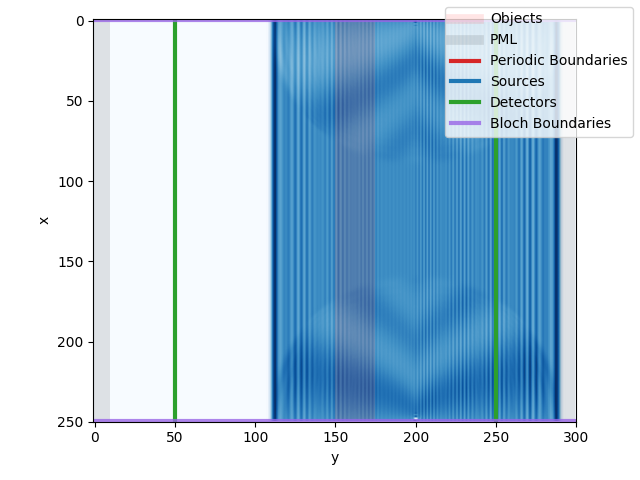 Objects
PML
Periodic Boundaries
Sources
Detectors
Bloch Boundaries
0
50
100
150
200
250
x
0 50 100 150 200 250 300
y